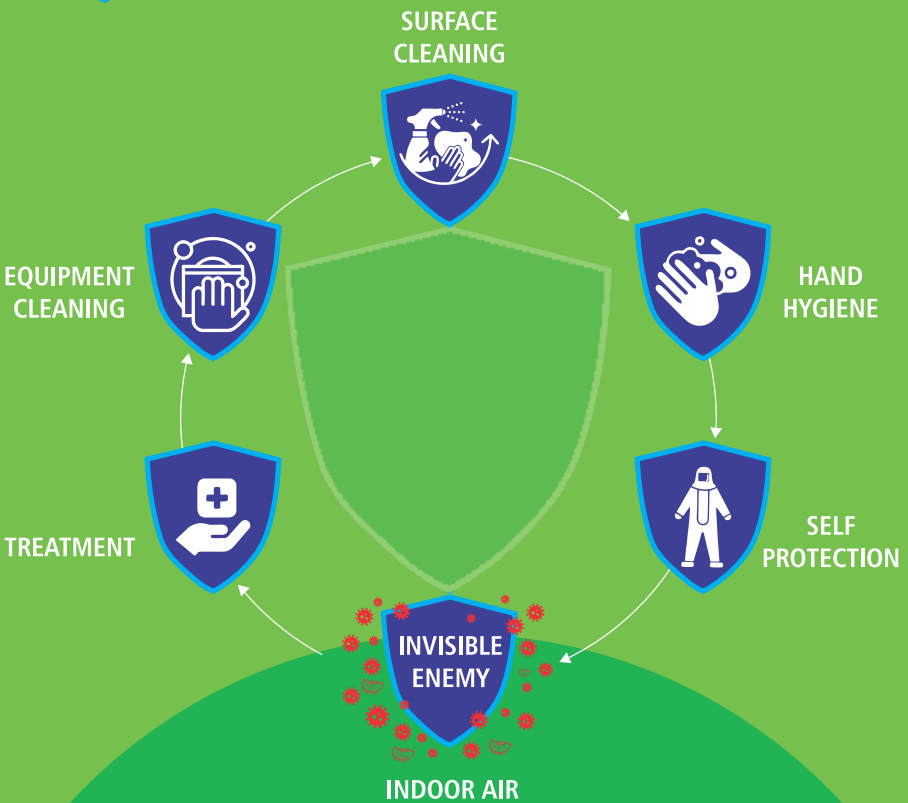 SURFACE
CLEANING
EQUIPMENT
CLEANING
HAND
HYGIENE
TREATMENT
SELF
PROTECTION
INVISIBLE
ENEMY
INDOOR AIR